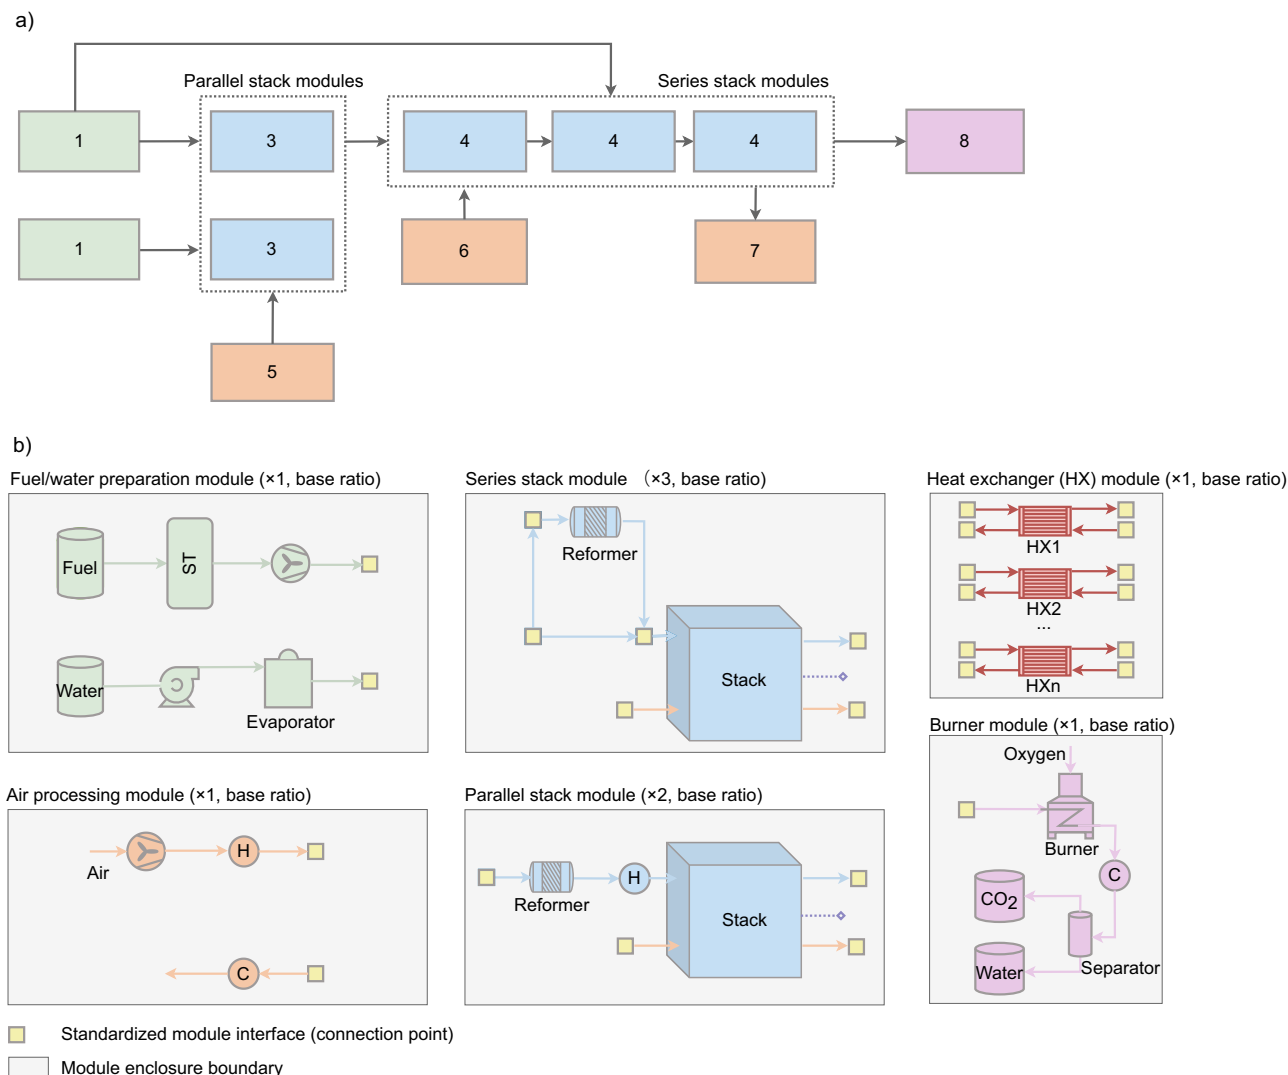 a)
Parallel stack modules
Series stack modules
1
3
4
4
4
8
1
3
6
7
5
b)
Fuel/water preparation module (×1, base ratio)
Fuel
ST
Water
Evaporator
Series stack module (×3, base ratio)
Reformer
Stack
Heat exchanger (HX) module (×1, base ratio)
HX1
HX2
...
HXn
Air processing module (×1, base ratio)
Air
H
C
Parallel stack module (×2, base ratio)
Reformer
H
Stack
Burner module (×1, base ratio)
Oxygen
Burner
C
CO2
Water
Separator
Standardized module interface (connection point)
Module enclosure boundary